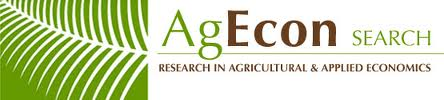 AgEcon SEARCH
RESEARCH IN AGRICULTURAL & APPLIED ECONOMICS